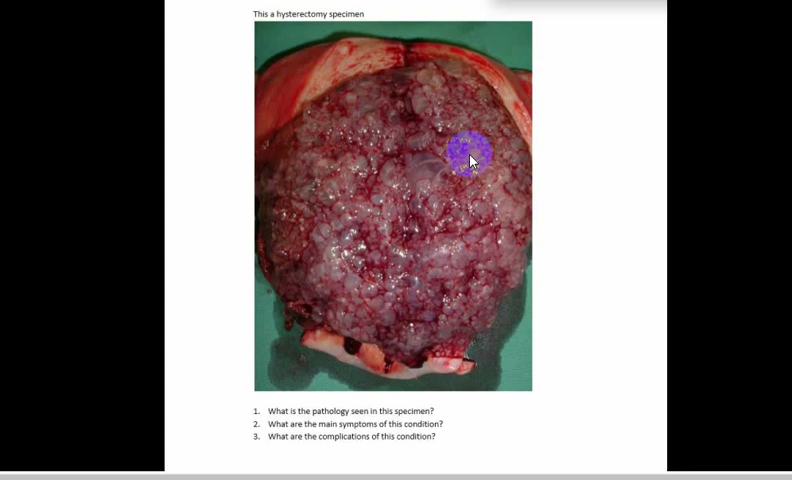 This a hysterectomy specimen
1. What is the pathology seen in this specimen?
2. What are the main symptoms of this condition?
3. What are the complications of this condition?